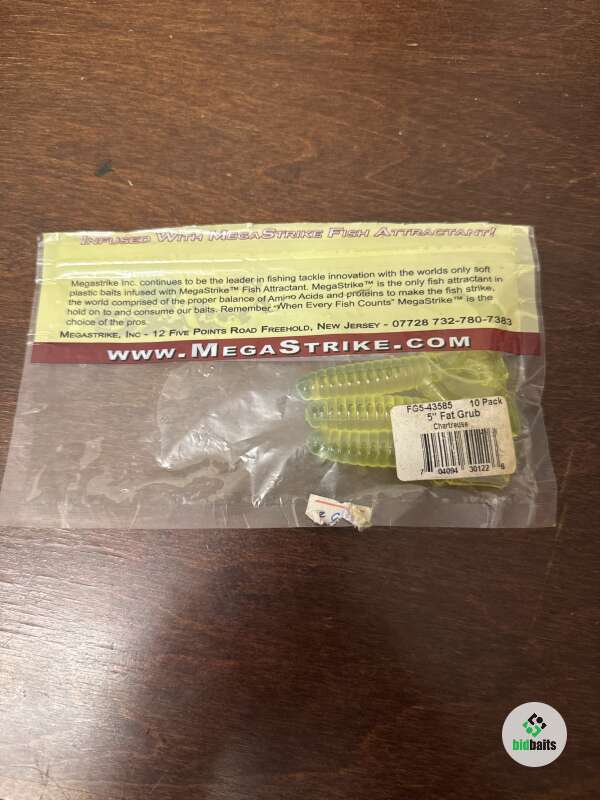 INFUSED WITH MEGASTRIKE FISH ATTRACTANT!
Megastrike Inc. continues to be the leader in fishing tackle innovation with the worlds only soft
plastic baits infused with MegaStrike™ Fish Attractant. MegaStrike™ is the only fish attractant in
the world comprised of the proper balance of Amino Acids and proteins to make the fish strike,
hold on to and consume our baits. Remember "When Every Fish Counts" MegaStrike™ is the
choice of the pros.
MEGASTRIKE, INC - 12 FIVE POINTS ROAD FREEHOLD, NEW JERSEY - 07728 732-780-7383
WWW.MEGASTRIKE.COM
FG5-43585 10 Pack
5" Fat Grub
Chartreuse
7 04094 30122 6
bidbaits